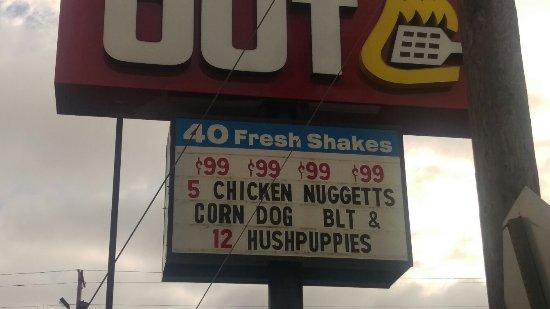 OUT
40 Fresh Shakes
¢99 ¢99 ¢99 ¢99
5 CHICKEN NUGGETTS
CORN DOG BLT &
12 HUSHPUPPIES